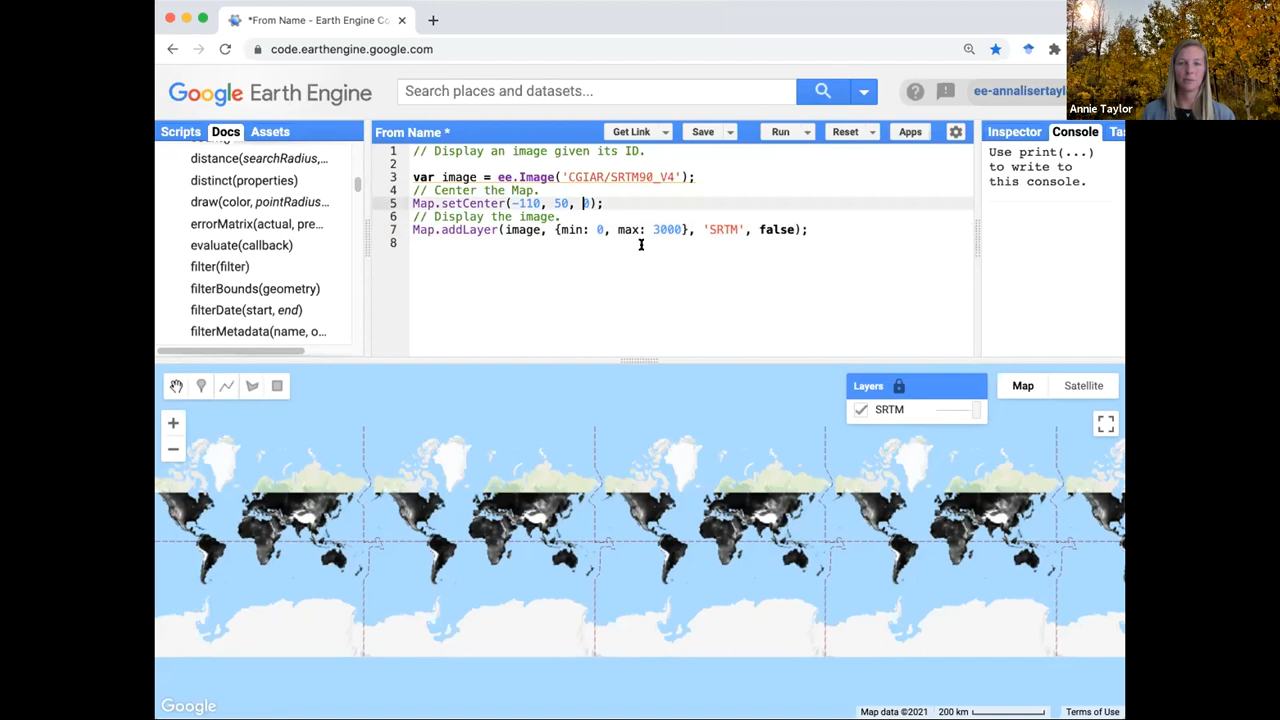 *From Name - Earth Engine Co
code.earthengine.google.com
Google Earth Engine
Search places and datasets...
ee-annalisertayl
Annie Taylor
Scripts Docs Assets
From Name *
Get Link Save Run Reset Apps
Inspector Console Ta
distance(searchRadius,...
distinct(properties)
draw(color, pointRadius...
errorMatrix(actual, pre...
evaluate(callback)
filter(filter)
filterBounds(geometry)
filterDate(start, end)
filterMetadata(name, o...
1 // Display an image given its ID.
2
3 var image = ee.Image('CGIAR/SRTM90_V4');
4 // Center the Map.
5 Map.setCenter(-110, 50, 0);
6 // Display the image.
7 Map.addLayer(image, {min: 0, max: 3000}, 'SRTM', false);
8
Use print(...)
to write to
this console.
Layers
SRTM
Map Satellite
Google
Map data ©2021 200 km Terms of Use